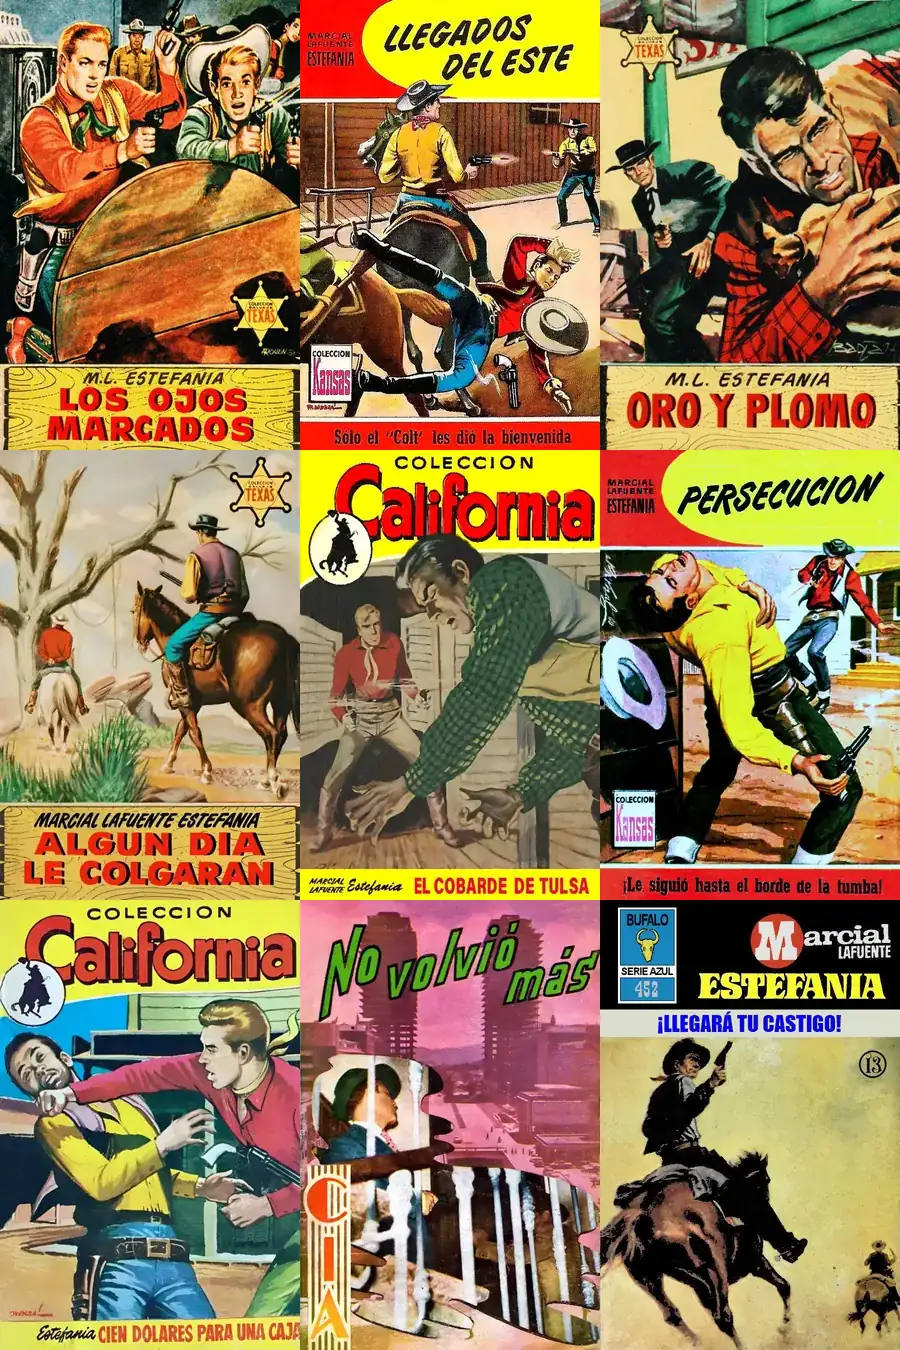 COLECCION
TEXAS
M.L. ESTEFANIA
LOS OJOS
MARCADOS
MARCIAL
LAFUENTE
ESTEFANIA
LLEGADOS
DEL ESTE
COLECCION
Kansas
Sólo el "Colt" les dió la bienvenida
COLECCION
TEXAS
SA
M.L. ESTEFANIA
ORO Y PLOMO
COLECCION
TEXAS
MARCIAL LAFUENTE ESTEFANIA
ALGUN DIA
LE COLGARAN
COLECCION
California
MARCIAL
LAFUENTE
Estefania
EL COBARDE DE TULSA
MARCIAL
LAFUENTE
ESTEFANIA
PERSECUCION
COLECCION
Kansas
¡Le siguió hasta el borde de la tumba!
COLECCION
California
Estefania CIEN DOLARES PARA UNA CAJA
No volvió más
CIA
BUFALO
SERIE AZUL
452
Marcial
LAFUENTE
ESTEFANIA
¡LLEGARÁ TU CASTIGO!
13